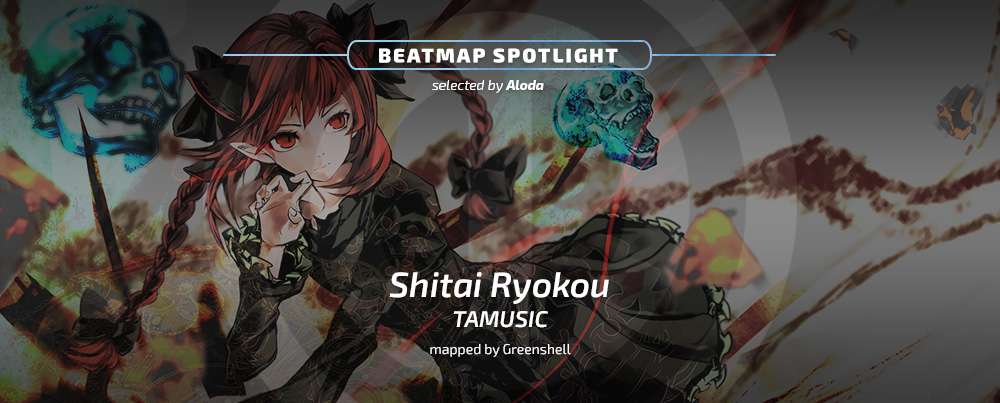 BEATMAP SPOTLIGHT
selected by Aloda
Shitai Ryokou
TAMUSIC
mapped by Greenshell